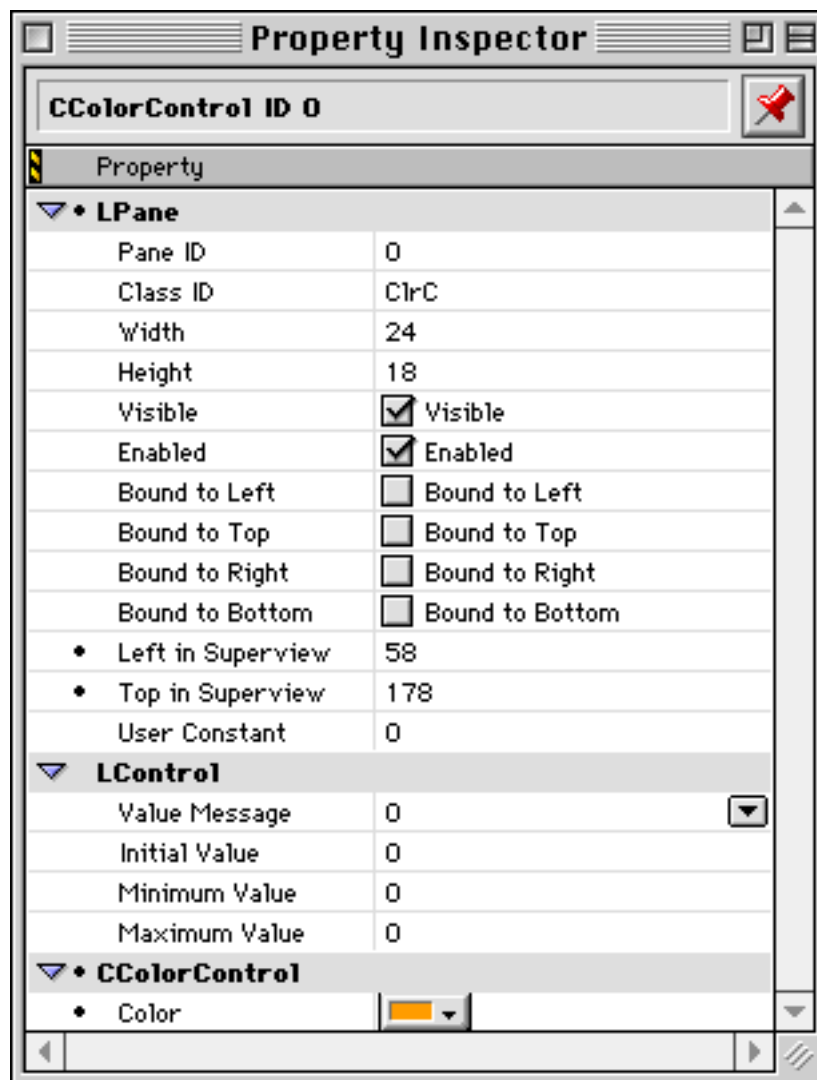 Property Inspector
CColorControl ID 0
Property
• LPane
Pane ID 0
Class ID ClrC
Width 24
Height 18
Visible Visible
Enabled Enabled
Bound to Left Bound to Left
Bound to Top Bound to Top
Bound to Right Bound to Right
Bound to Bottom Bound to Bottom
• Left in Superview 58
• Top in Superview 178
User Constant 0
LControl
Value Message 0
Initial Value 0
Minimum Value 0
Maximum Value 0
• CColorControl
• Color